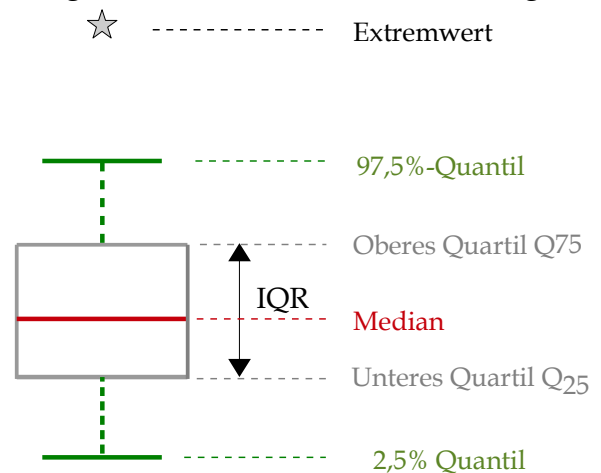 Extremwert
97,5%-Quantil
Oberes Quartil Q75
IQR
Median
Unteres Quartil Q25
2,5% Quantil